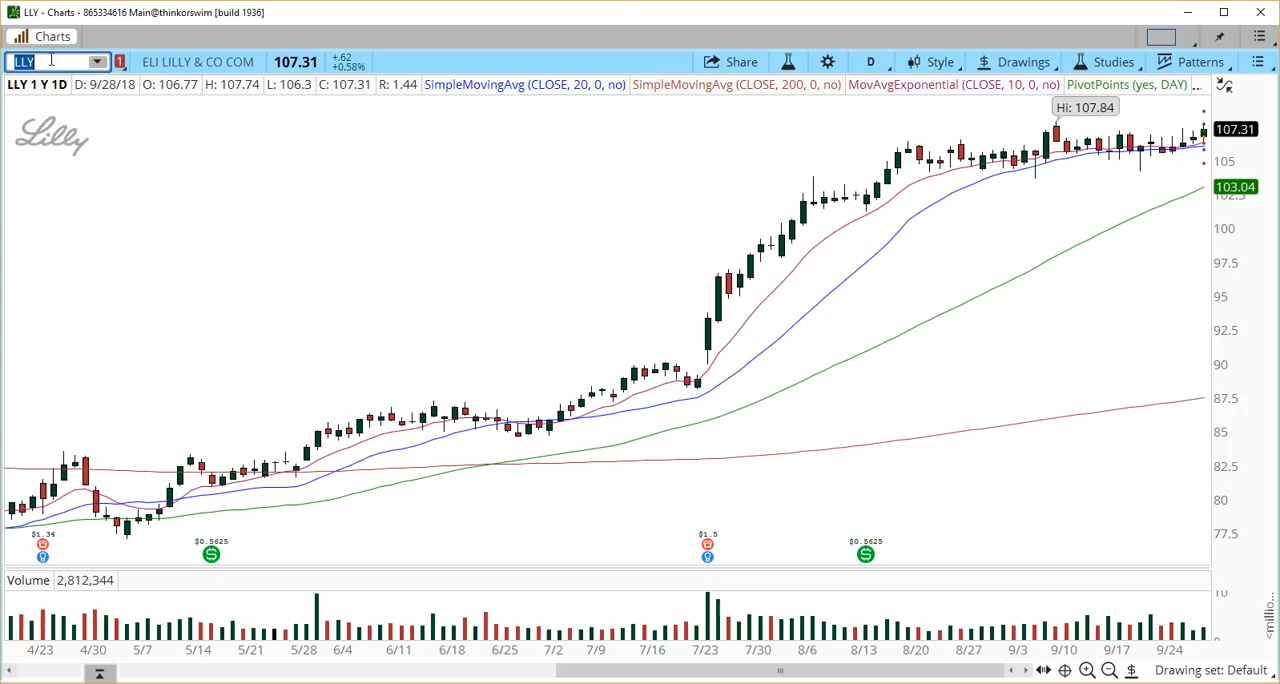 LLY - Charts - 865334616 Main@thinkorswim [build 1936]
Charts
LLY 1 ELI LILLY & CO COM 107.31 +.62 +0.58% Share D Style Drawings Studies Patterns
LLY 1 Y 1D D: 9/28/18 O: 106.77 H: 107.74 L: 106.3 C: 107.31 R: 1.44 SimpleMovingAvg (CLOSE, 20, 0, no) SimpleMovingAvg (CLOSE, 200, 0, no) MovAvgExponential (CLOSE, 10, 0, no) PivotPoints (yes, DAY) ...
Hi: 107.84
Lilly
107.31
105
103.04
102.5
100
97.5
95
92.5
90
87.5
85
82.5
80
77.5
$1.34 $0.5625 $1.5 $0.5625
Volume 2,812,344
10
0
<millio...
4/23 4/30 5/7 5/14 5/21 5/28 6/4 6/11 6/18 6/25 7/2 7/9 7/16 7/23 7/30 8/6 8/13 8/20 8/27 9/3 9/10 9/17 9/24
Drawing set: Default